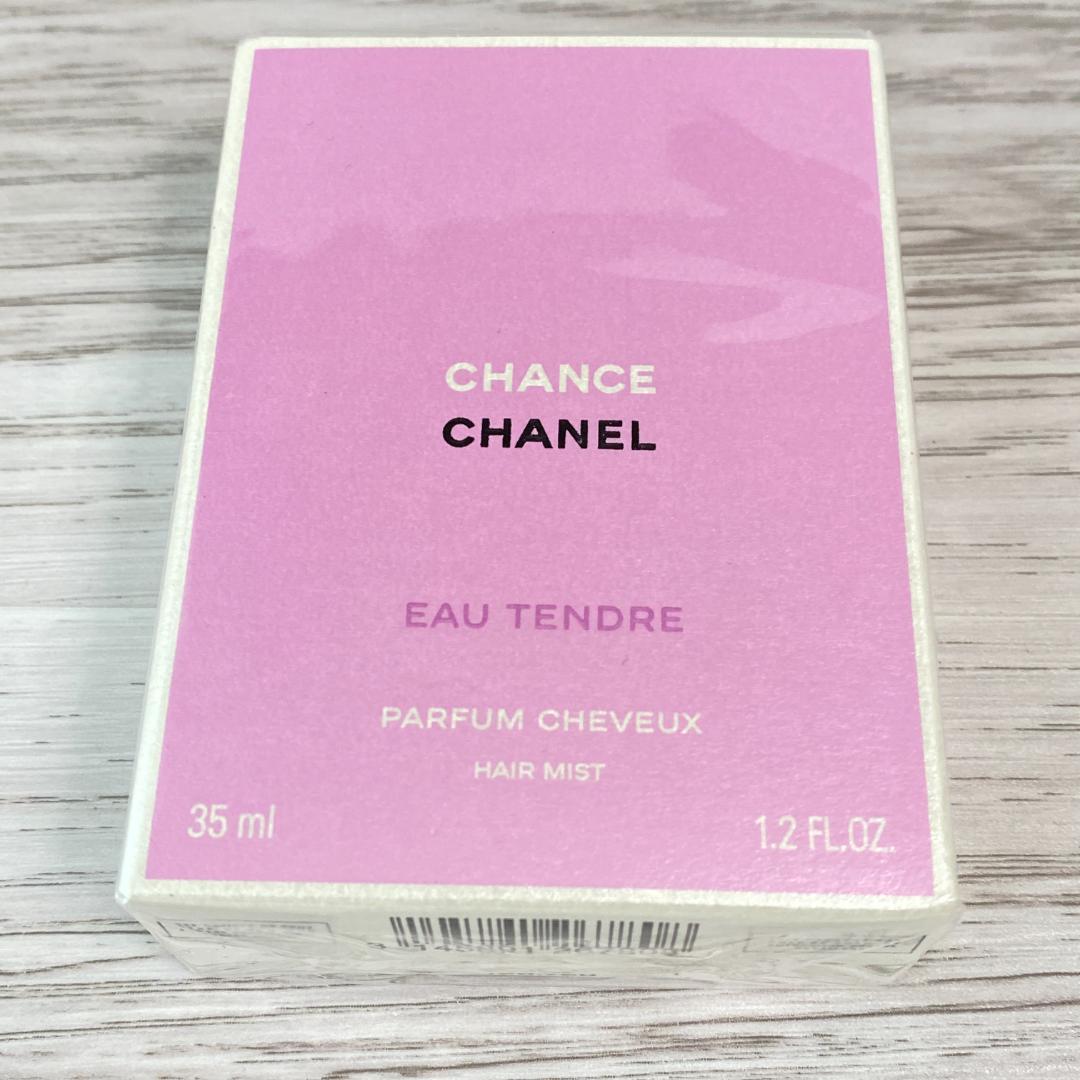 CHANCE
CHANEL
EAU TENDRE
PARFUM CHEVEUX
HAIR MIST
35 ml
1.2 FL.OZ.